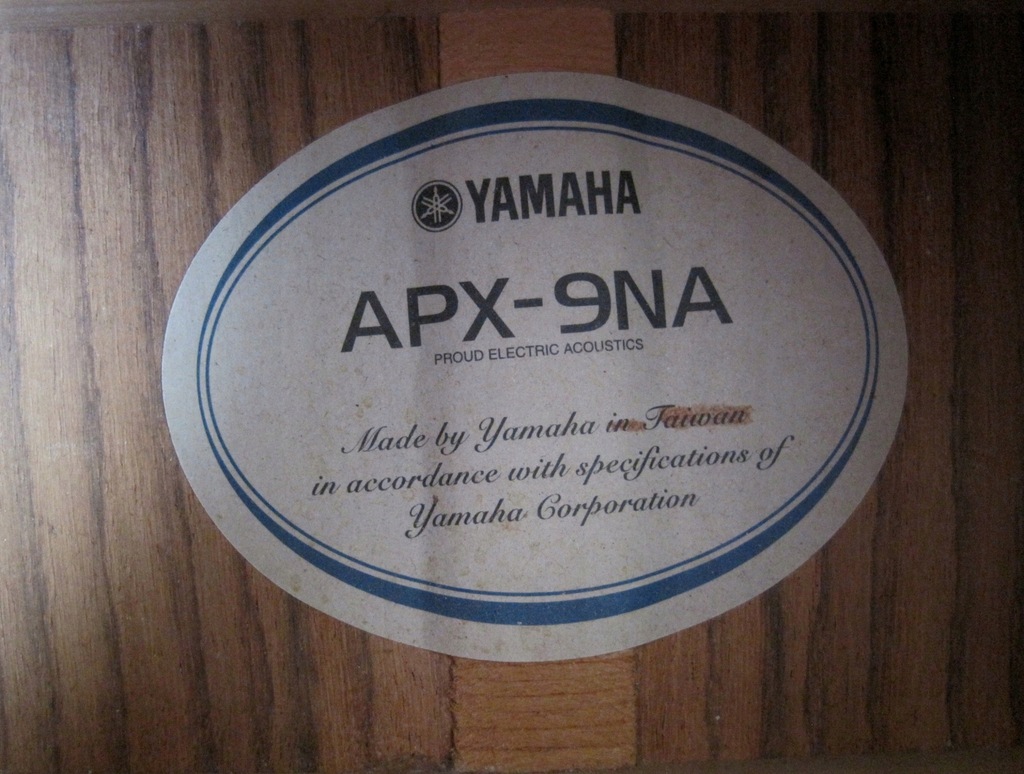 YAMAHA
APX-9NA
PROUD ELECTRIC ACOUSTICS
Made by Yamaha in Taiwan
in accordance with specifications of
Yamaha Corporation